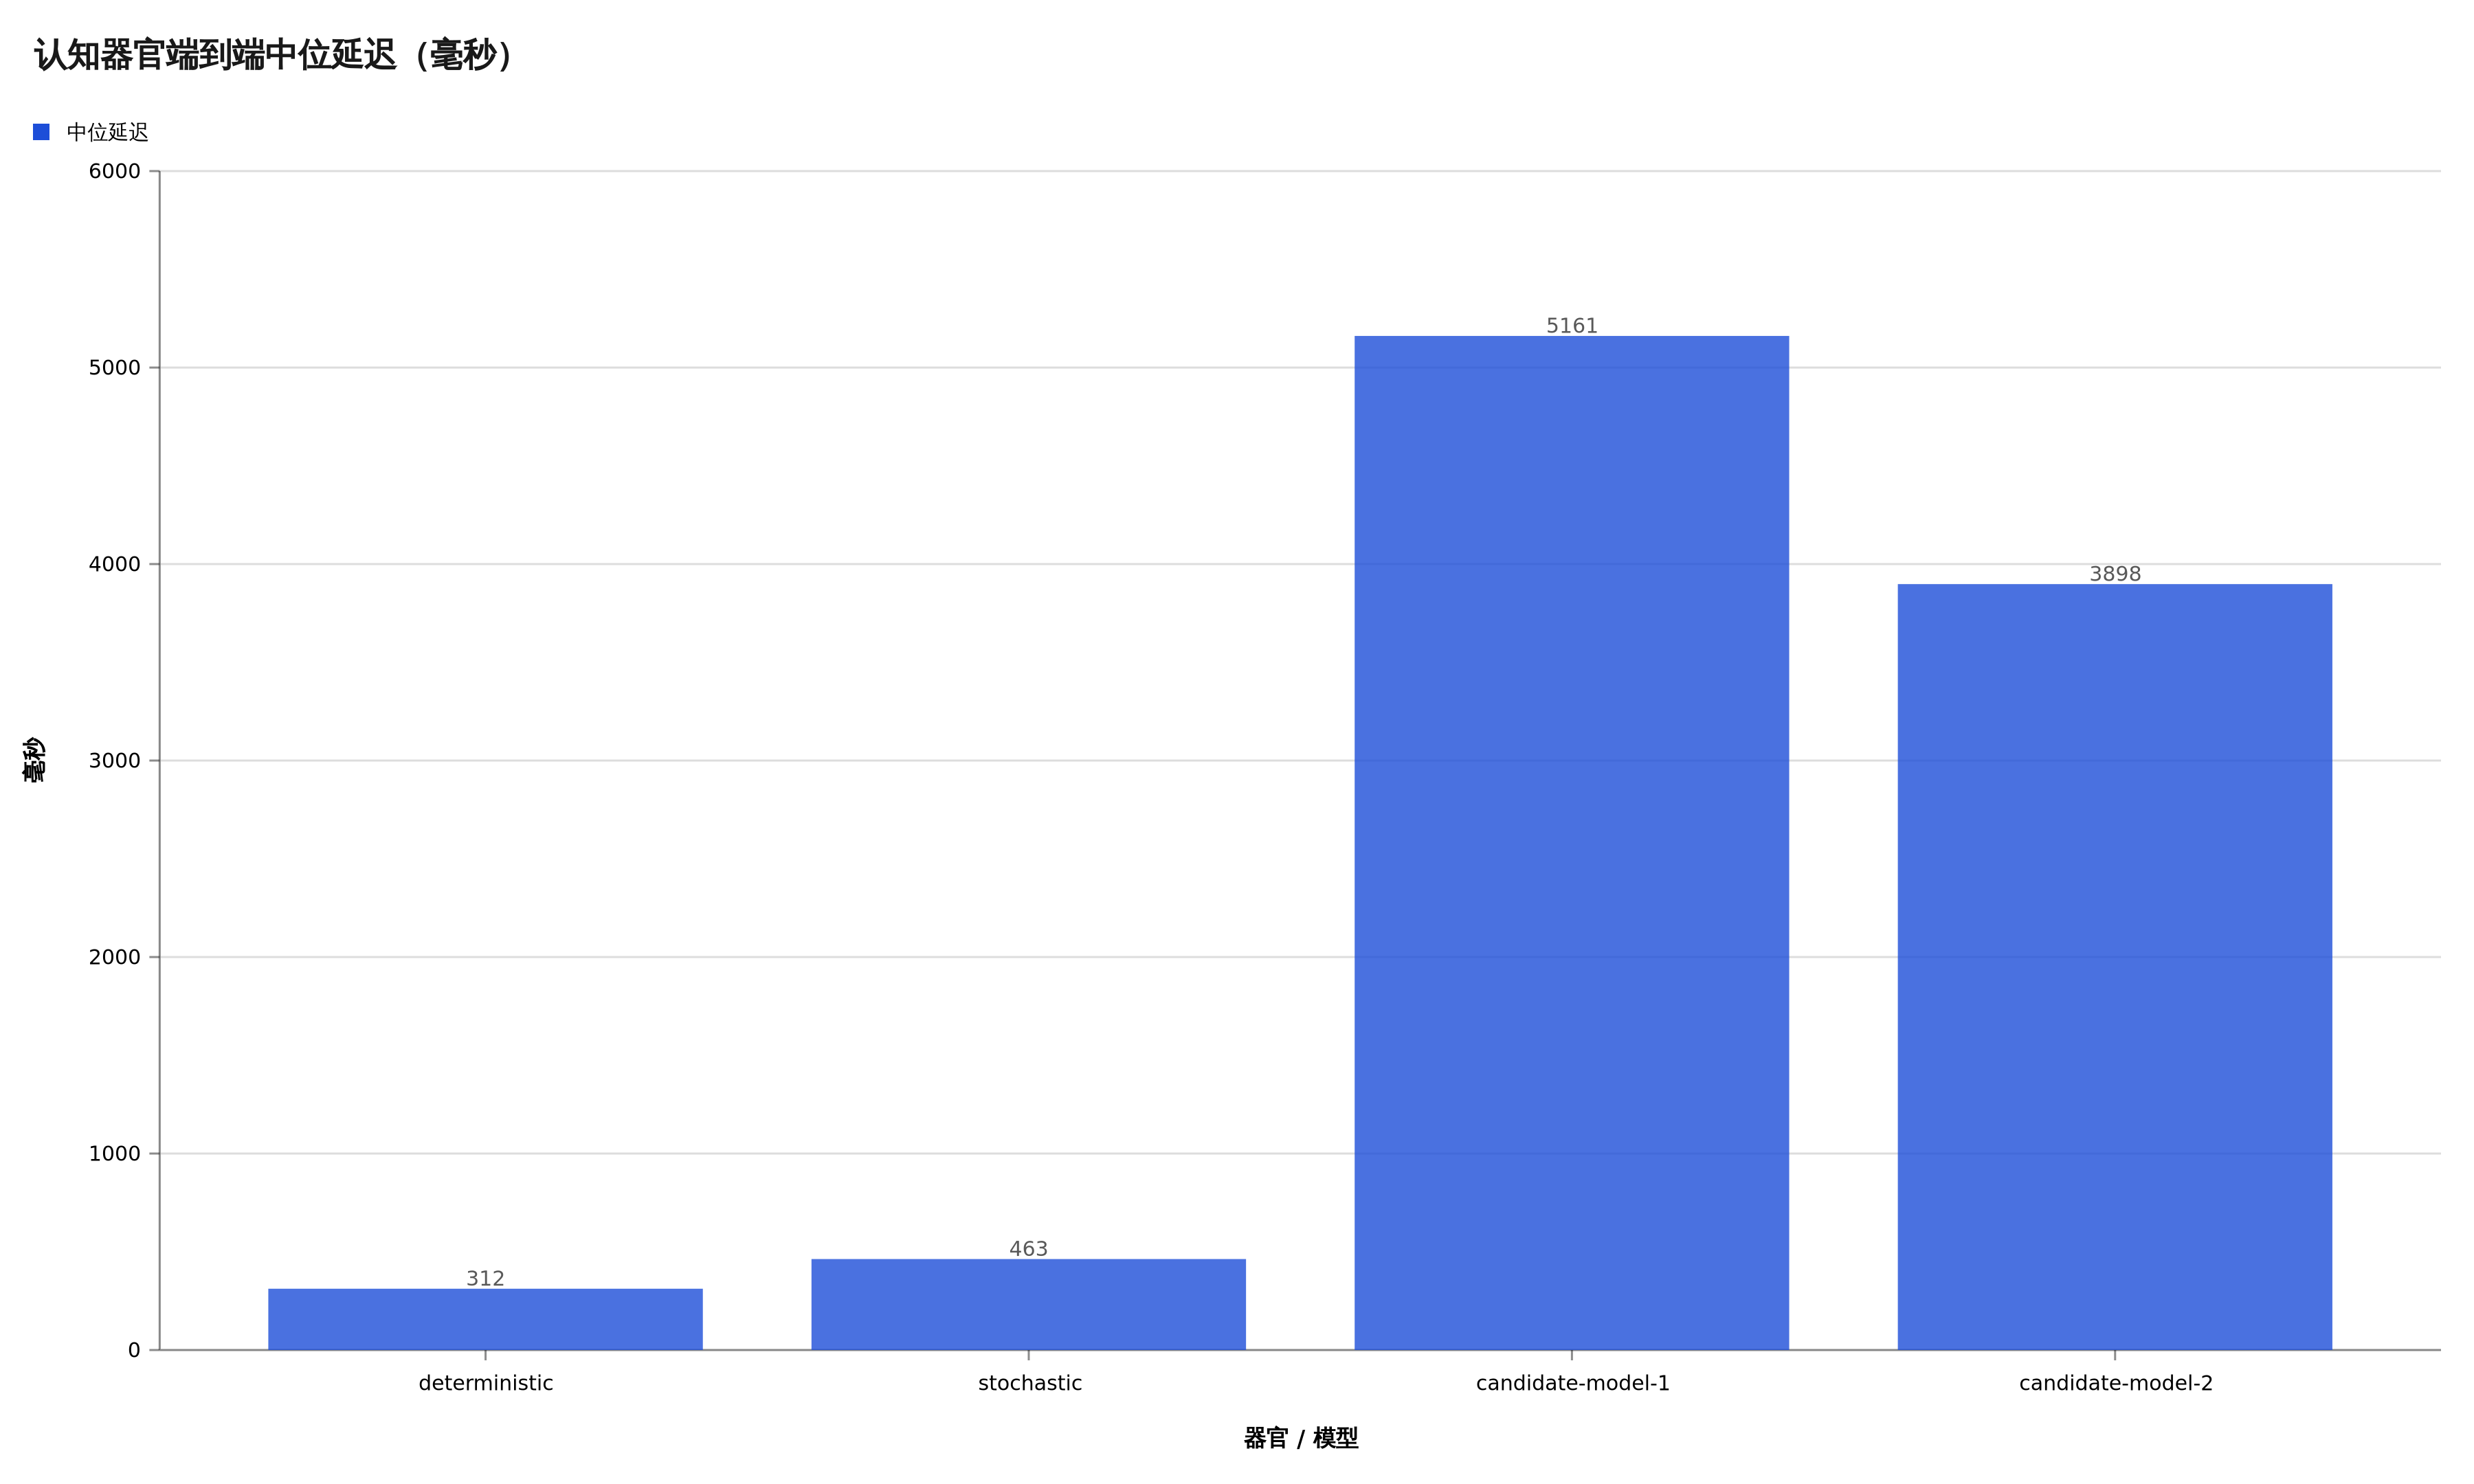 认知器官端到端中位延迟（毫秒）
中位延迟
6000
5000
4000
3000
2000
1000
0
毫秒
5161
3898
463
312
deterministic
stochastic
candidate-model-1
candidate-model-2
器官 / 模型